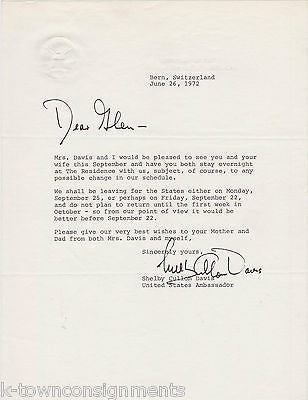 Bern, Switzerland
June 26, 1972
Dear Glen-
Mrs. Davis and I would be pleased to see you and your
wife this September and have you both stay overnight
at The Residence with us, subject, of course, to any
possible change in our schedule.
We shall be leaving for the States either on Monday,
September 25, or perhaps on Friday, September 22,
and do not plan to return until the first week in
October - so from our point of view it would be
better before September 22.
Please give our very best wishes to your Mother and
Dad from both Mrs. Davis and myself,
Sincerely yours,
Shelby Cullom Davis
Shelby Cullom Davis
United States Ambassador
k-townconsignments